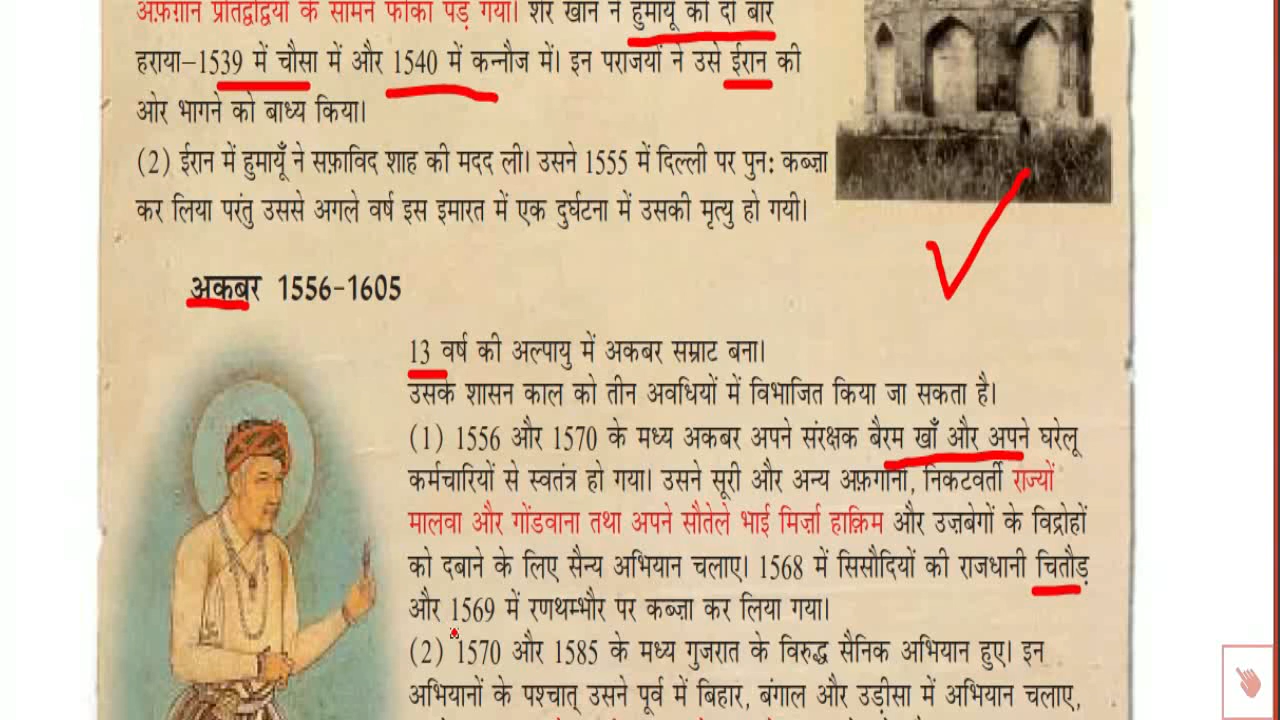 अफ़ग़ान प्रतिद्वंद्वियों के सामने फीका पड़ गया। शेर खान ने हुमायूँ को दो बार
हराया–1539 में चौसा में और 1540 में कन्नौज में। इन पराजयों ने उसे ईरान की
ओर भागने को बाध्य किया।
(2) ईरान में हुमायूँ ने सफ़ाविद शाह की मदद ली। उसने 1555 में दिल्ली पर पुनः कब्ज़ा
कर लिया परंतु उससे अगले वर्ष इस इमारत में एक दुर्घटना में उसकी मृत्यु हो गयी।
अकबर 1556-1605
13 वर्ष की अल्पायु में अकबर सम्राट बना।
उसके शासन काल को तीन अवधियों में विभाजित किया जा सकता है।
(1) 1556 और 1570 के मध्य अकबर अपने संरक्षक बैरम खाँ और अपने घरेलू
कर्मचारियों से स्वतंत्र हो गया। उसने सूरी और अन्य अफ़गानों, निकटवर्ती राज्यों
मालवा और गोंडवाना तथा अपने सौतेले भाई मिर्ज़ा हाक़िम और उज़बेगों के विद्रोहों
को दबाने के लिए सैन्य अभियान चलाए। 1568 में सिसौदियों की राजधानी चितौड़
और 1569 में रणथम्भौर पर कब्ज़ा कर लिया गया।
(2) 1570 और 1585 के मध्य गुजरात के विरुद्ध सैनिक अभियान हुए। इन
अभियानों के पश्चात् उसने पूर्व में बिहार, बंगाल और उड़ीसा में अभियान चलाए,